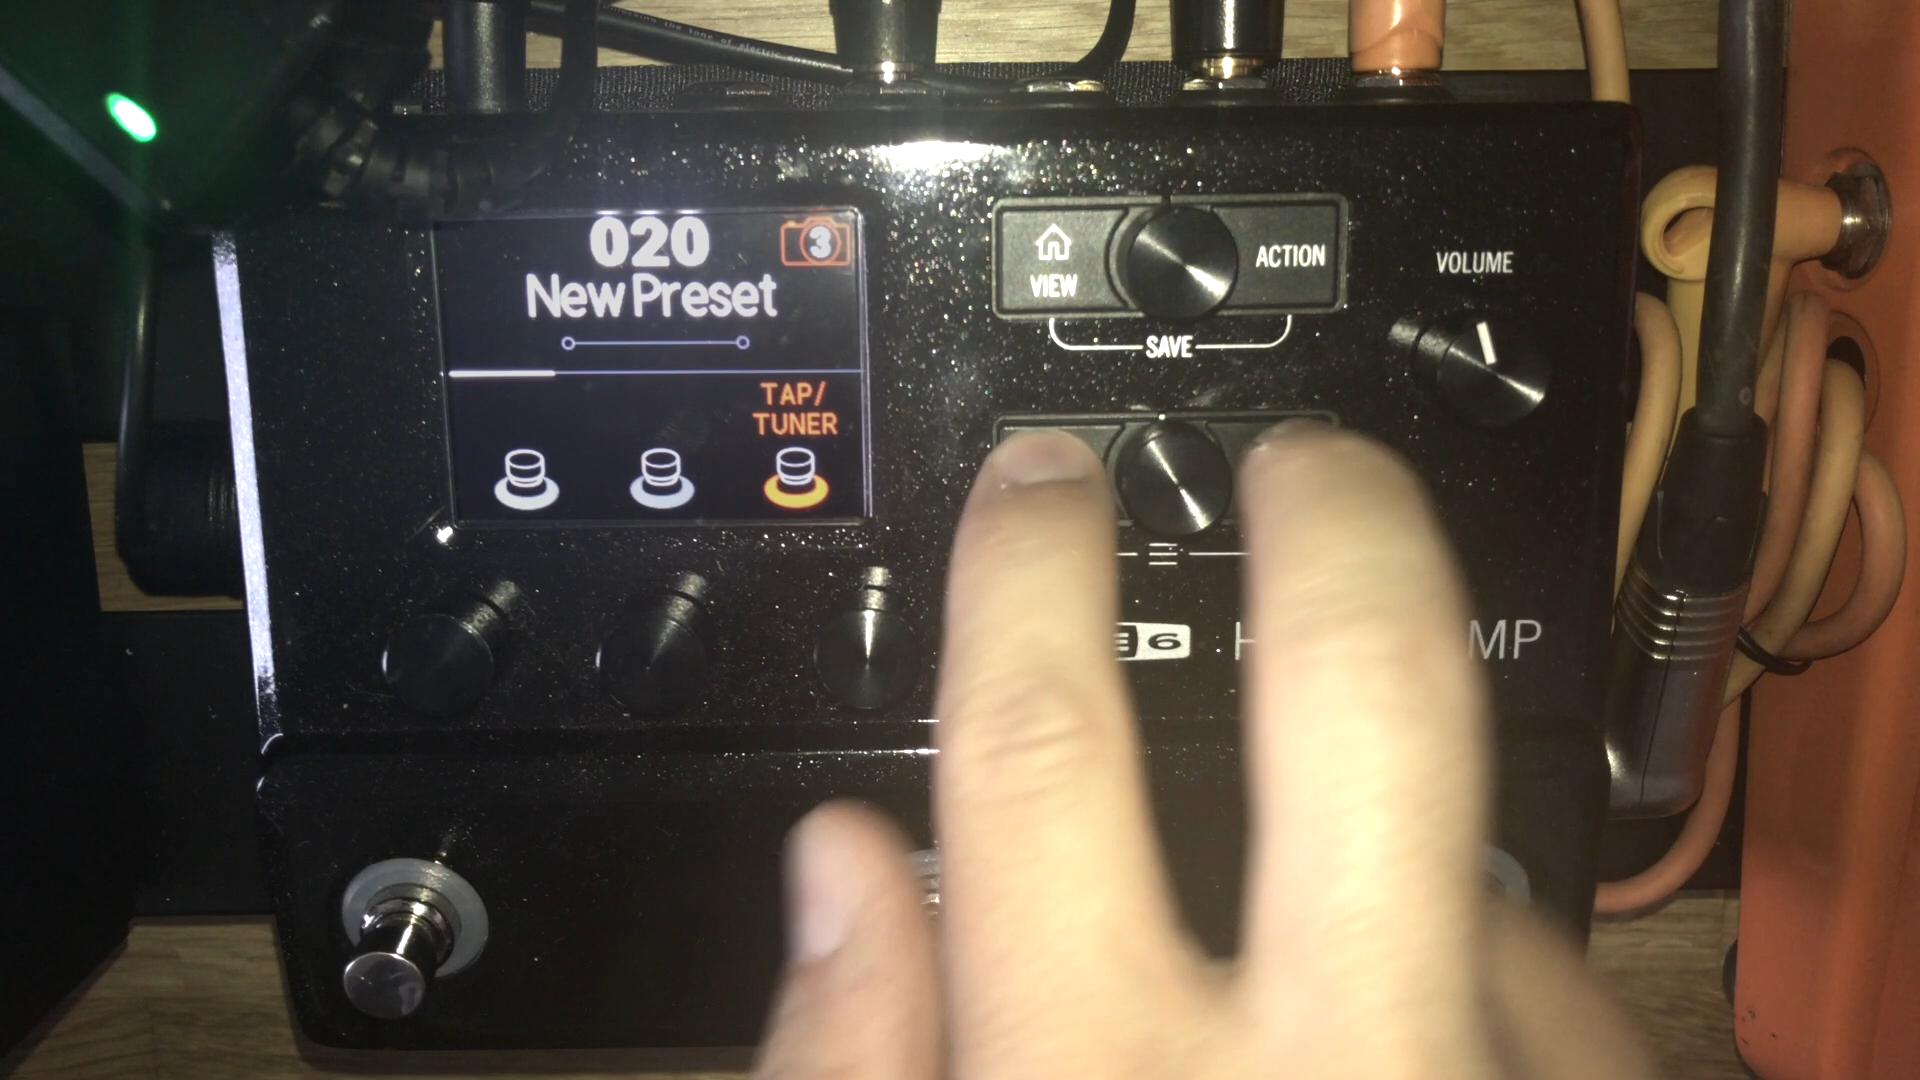 020
3
New Preset
TAP/
TUNER
VIEW
ACTION
SAVE
VOLUME
6
MP